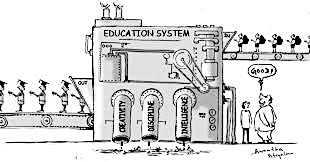 EDUCATION SYSTEM
IN
OUT
GOOD!
CREATIVITY
DISCIPLINE
INTELLIGENCE